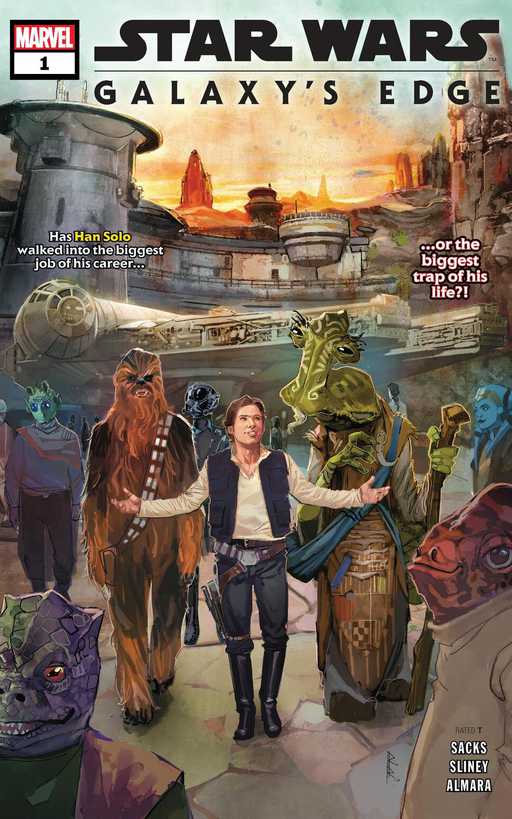 MARVEL
1
STAR WARS
TM
GALAXY'S EDGE
Has Han Solo
walked into the biggest
job of his career...
...or the
biggest
trap of his
life?!
RATED T
SACKS
SLINEY
ALMARA